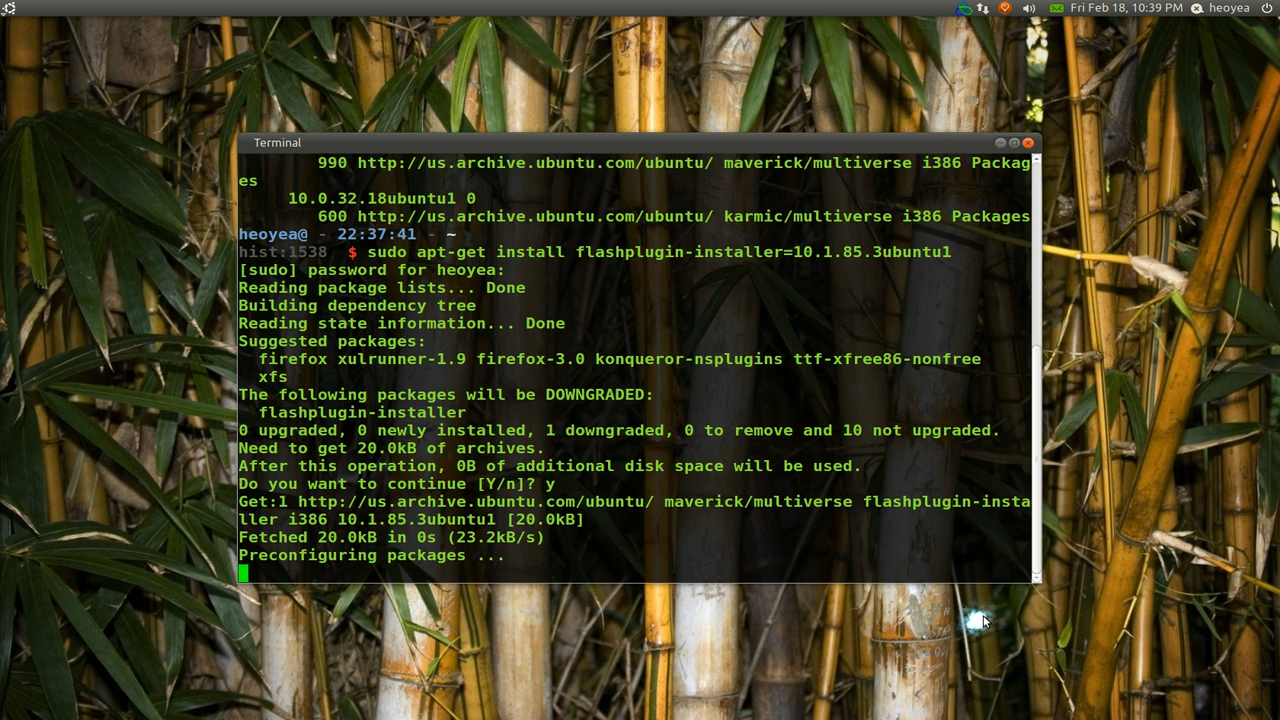 Fri Feb 18, 10:39 PM heoyea
Terminal
990 http://us.archive.ubuntu.com/ubuntu/ maverick/multiverse i386 Packag
es
10.0.32.18ubuntu1 0
600 http://us.archive.ubuntu.com/ubuntu/ karmic/multiverse i386 Packages
heoyea@ - 22:37:41 - ~
hist:1538 $ sudo apt-get install flashplugin-installer=10.1.85.3ubuntu1
[sudo] password for heoyea:
Reading package lists... Done
Building dependency tree
Reading state information... Done
Suggested packages:
firefox xulrunner-1.9 firefox-3.0 konqueror-nsplugins ttf-xfree86-nonfree
xfs
The following packages will be DOWNGRADED:
flashplugin-installer
0 upgraded, 0 newly installed, 1 downgraded, 0 to remove and 10 not upgraded.
Need to get 20.0kB of archives.
After this operation, 0B of additional disk space will be used.
Do you want to continue [Y/n]? y
Get:1 http://us.archive.ubuntu.com/ubuntu/ maverick/multiverse flashplugin-insta
ller i386 10.1.85.3ubuntu1 [20.0kB]
Fetched 20.0kB in 0s (23.2kB/s)
Preconfiguring packages ...